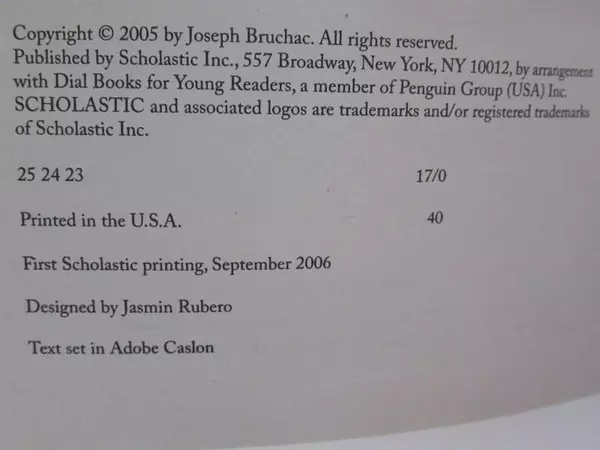 Copyright © 2005 by Joseph Bruchac. All rights reserved.
Published by Scholastic Inc., 557 Broadway, New York, NY 10012, by arrangement
with Dial Books for Young Readers, a member of Penguin Group (USA) Inc.
SCHOLASTIC and associated logos are trademarks and/or registered trademarks
of Scholastic Inc.
25 24 23 17/0
Printed in the U.S.A. 40
First Scholastic printing, September 2006
Designed by Jasmin Rubero
Text set in Adobe Caslon